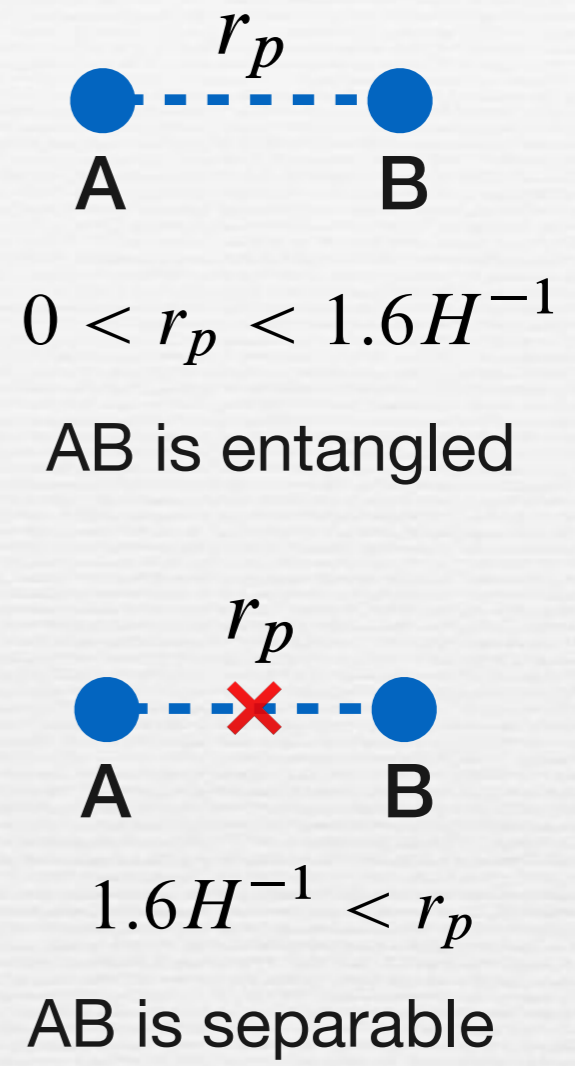 r_p
A B
0 < r_p < 1.6H^{-1}
AB is entangled
r_p
A B
1.6H^{-1} < r_p
AB is separable